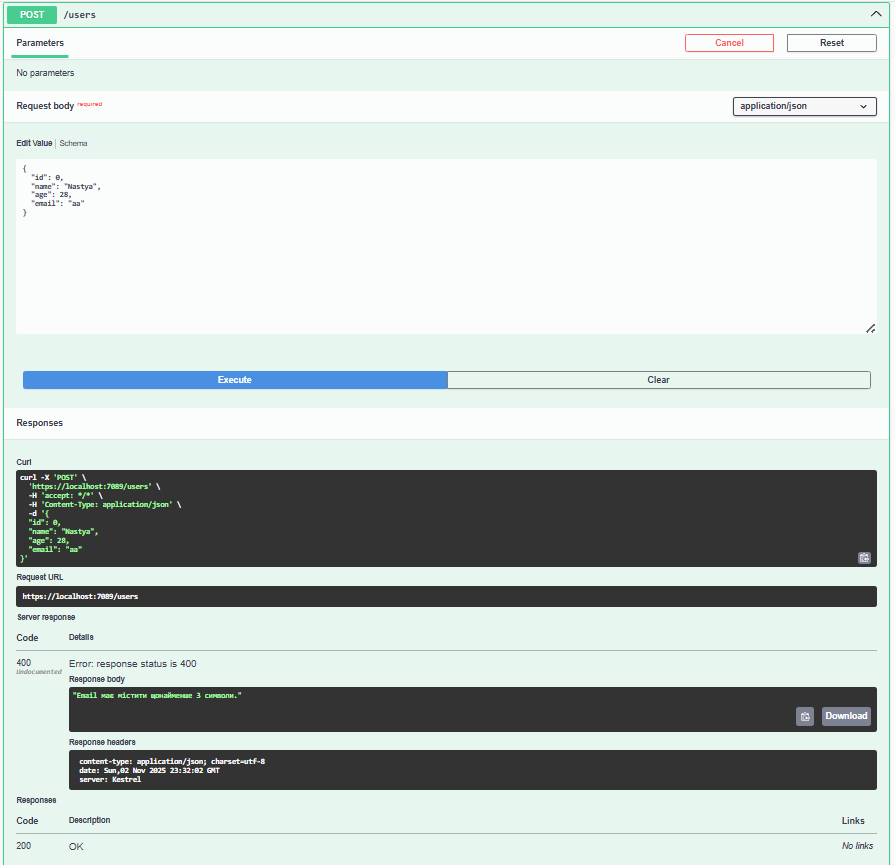 POST /users
Parameters
Cancel
Reset
No parameters
Request body required
application/json
Edit Value | Schema
{
  "id": 0,
  "name": "Nastya",
  "age": 28,
  "email": "aa"
}
Execute
Clear
Responses
Curl
curl -X 'POST' \
  'https://localhost:7089/users' \
  -H 'accept: */*' \
  -H 'Content-Type: application/json' \
  -d '{
  "id": 0,
  "name": "Nastya",
  "age": 28,
  "email": "aa"
}'
Request URL
https://localhost:7089/users
Server response
Code Details
400 Error: response status is 400
Undocumented
Response body
"Email має містити щонайменше 3 символи."
Download
Response headers
content-type: application/json; charset=utf-8
date: Sun,02 Nov 2025 23:32:02 GMT
server: Kestrel
Responses
Code Description Links
200 OK No links